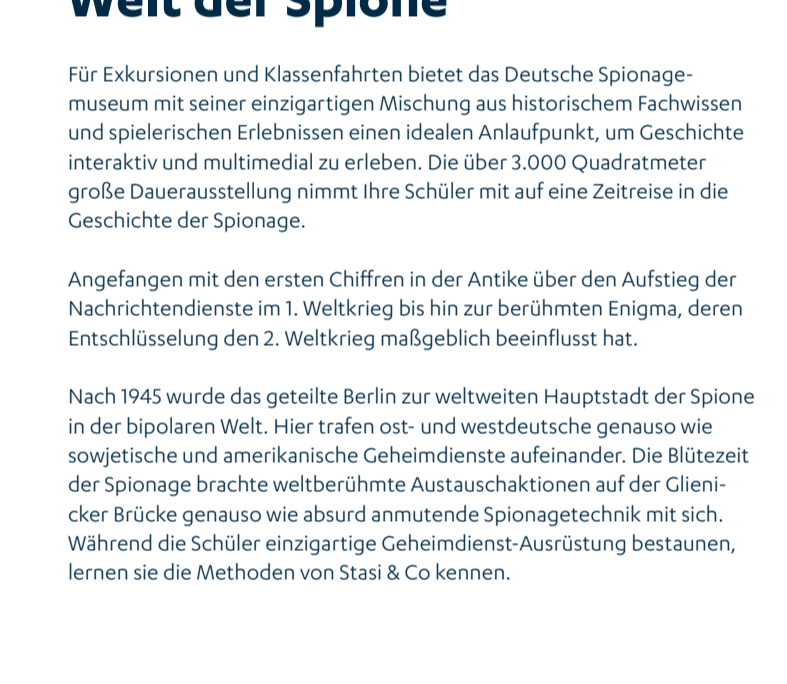 Welt der Spione
Für Exkursionen und Klassenfahrten bietet das Deutsche Spionage-
museum mit seiner einzigartigen Mischung aus historischem Fachwissen
und spielerischen Erlebnissen einen idealen Anlaufpunkt, um Geschichte
interaktiv und multimedial zu erleben. Die über 3.000 Quadratmeter
große Dauerausstellung nimmt Ihre Schüler mit auf eine Zeitreise in die
Geschichte der Spionage.
Angefangen mit den ersten Chiffren in der Antike über den Aufstieg der
Nachrichtendienste im 1. Weltkrieg bis hin zur berühmten Enigma, deren
Entschlüsselung den 2. Weltkrieg maßgeblich beeinflusst hat.
Nach 1945 wurde das geteilte Berlin zur weltweiten Hauptstadt der Spione
in der bipolaren Welt. Hier trafen ost- und westdeutsche genauso wie
sowjetische und amerikanische Geheimdienste aufeinander. Die Blütezeit
der Spionage brachte weltberühmte Austauschaktionen auf der Glieni-
cker Brücke genauso wie absurd anmutende Spionagetechnik mit sich.
Während die Schüler einzigartige Geheimdienst-Ausrüstung bestaunen,
lernen sie die Methoden von Stasi & Co kennen.